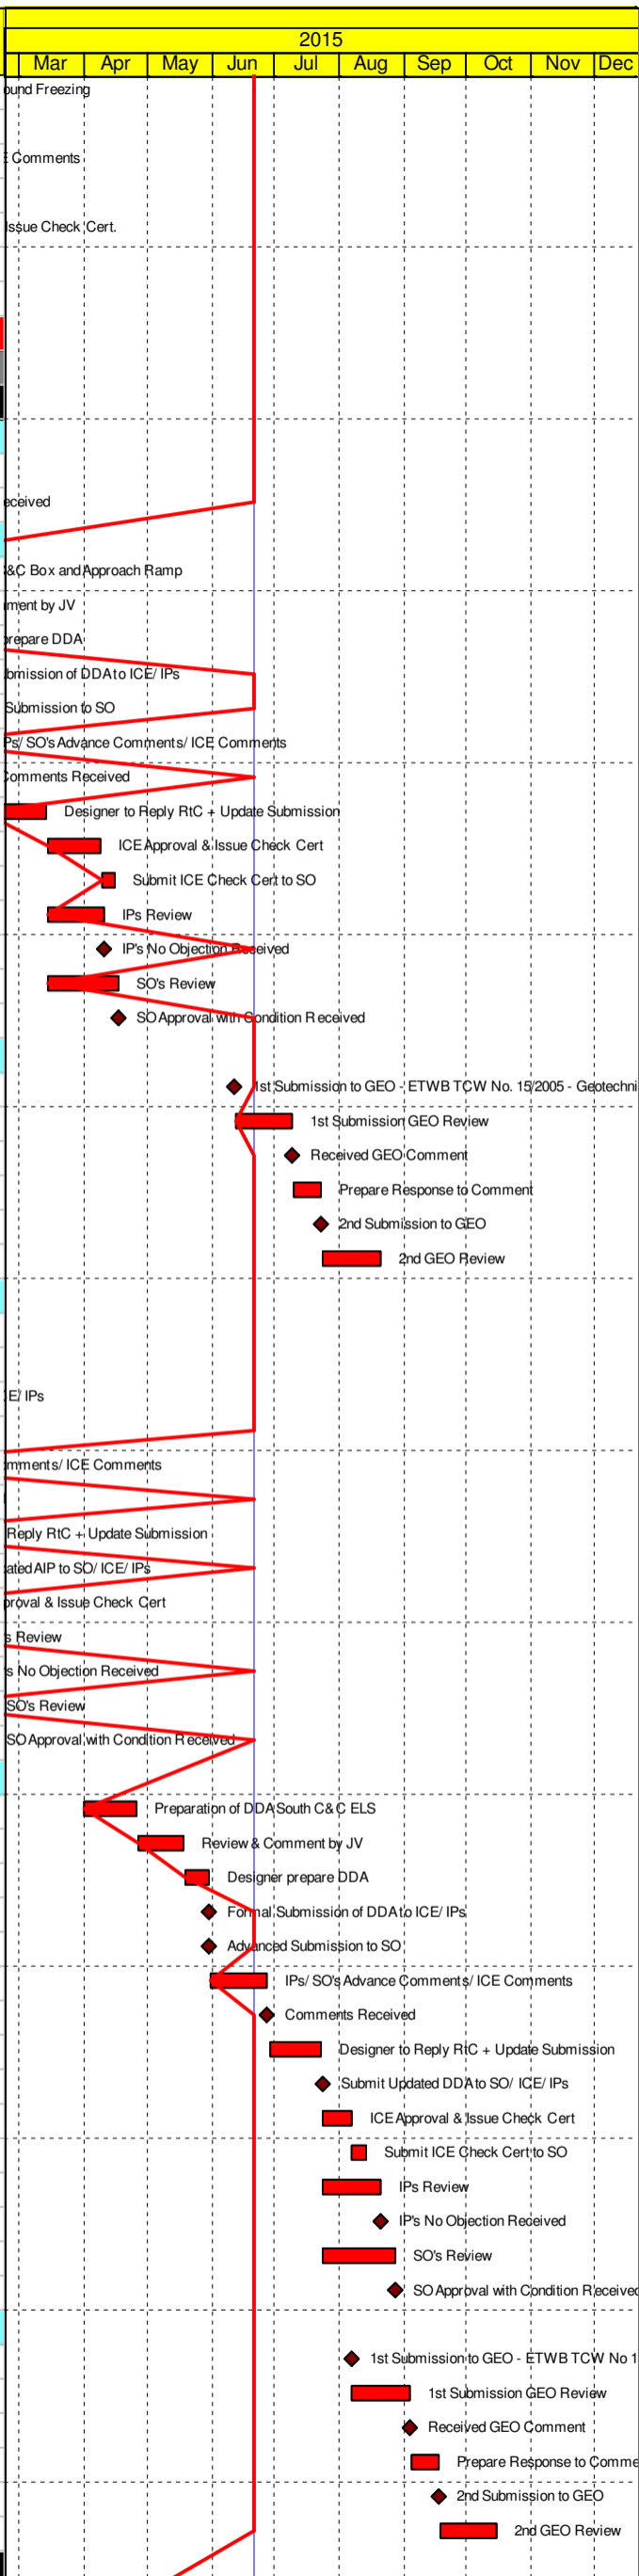 2015
Mar Apr May Jun Jul Aug Sep Oct Nov Dec
ound Freezing
Comments
Issue Check Cert.
eceived
&C Box and Approach Ramp
ment by JV
prepare DDA
bmission of DDA to ICE/ IPs
Submission to SO
Ps/ SO's Advance Comments/ ICE Comments
Comments Received
Designer to Reply RtC + Update Submission
ICE Approval & Issue Check Cert
Submit ICE Check Cert to SO
IPs Review
IP's No Objection Received
SO's Review
SO Approval with Condition Received
1st Submission to GEO - ETWB TCW No. 15/2005 - Geotechni
1st Submission GEO Review
Received GEO Comment
Prepare Response to Comment
2nd Submission to GEO
2nd GEO Review
E/ IPs
mments/ ICE Comments
Reply RtC + Update Submission
ated AIP to SO/ ICE/ IPs
proval & Issue Check Cert
s Review
's No Objection Received
SO's Review
SO Approval with Condition Received
Preparation of DDA South C&C ELS
Review & Comment by JV
Designer prepare DDA
Formal Submission of DDA to ICE/ IPs
Advanced Submission to SO
IPs/ SO's Advance Comments/ ICE Comments
Comments Received
Designer to Reply RtC + Update Submission
Submit Updated DDA to SO/ ICE/ IPs
ICE Approval & Issue Check Cert
Submit ICE Check Cert to SO
IPs Review
IP's No Objection Received
SO's Review
SO Approval with Condition Received
1st Submission to GEO - ETWB TCW No 1
1st Submission GEO Review
Received GEO Comment
Prepare Response to Comme
2nd Submission to GEO
2nd GEO Review